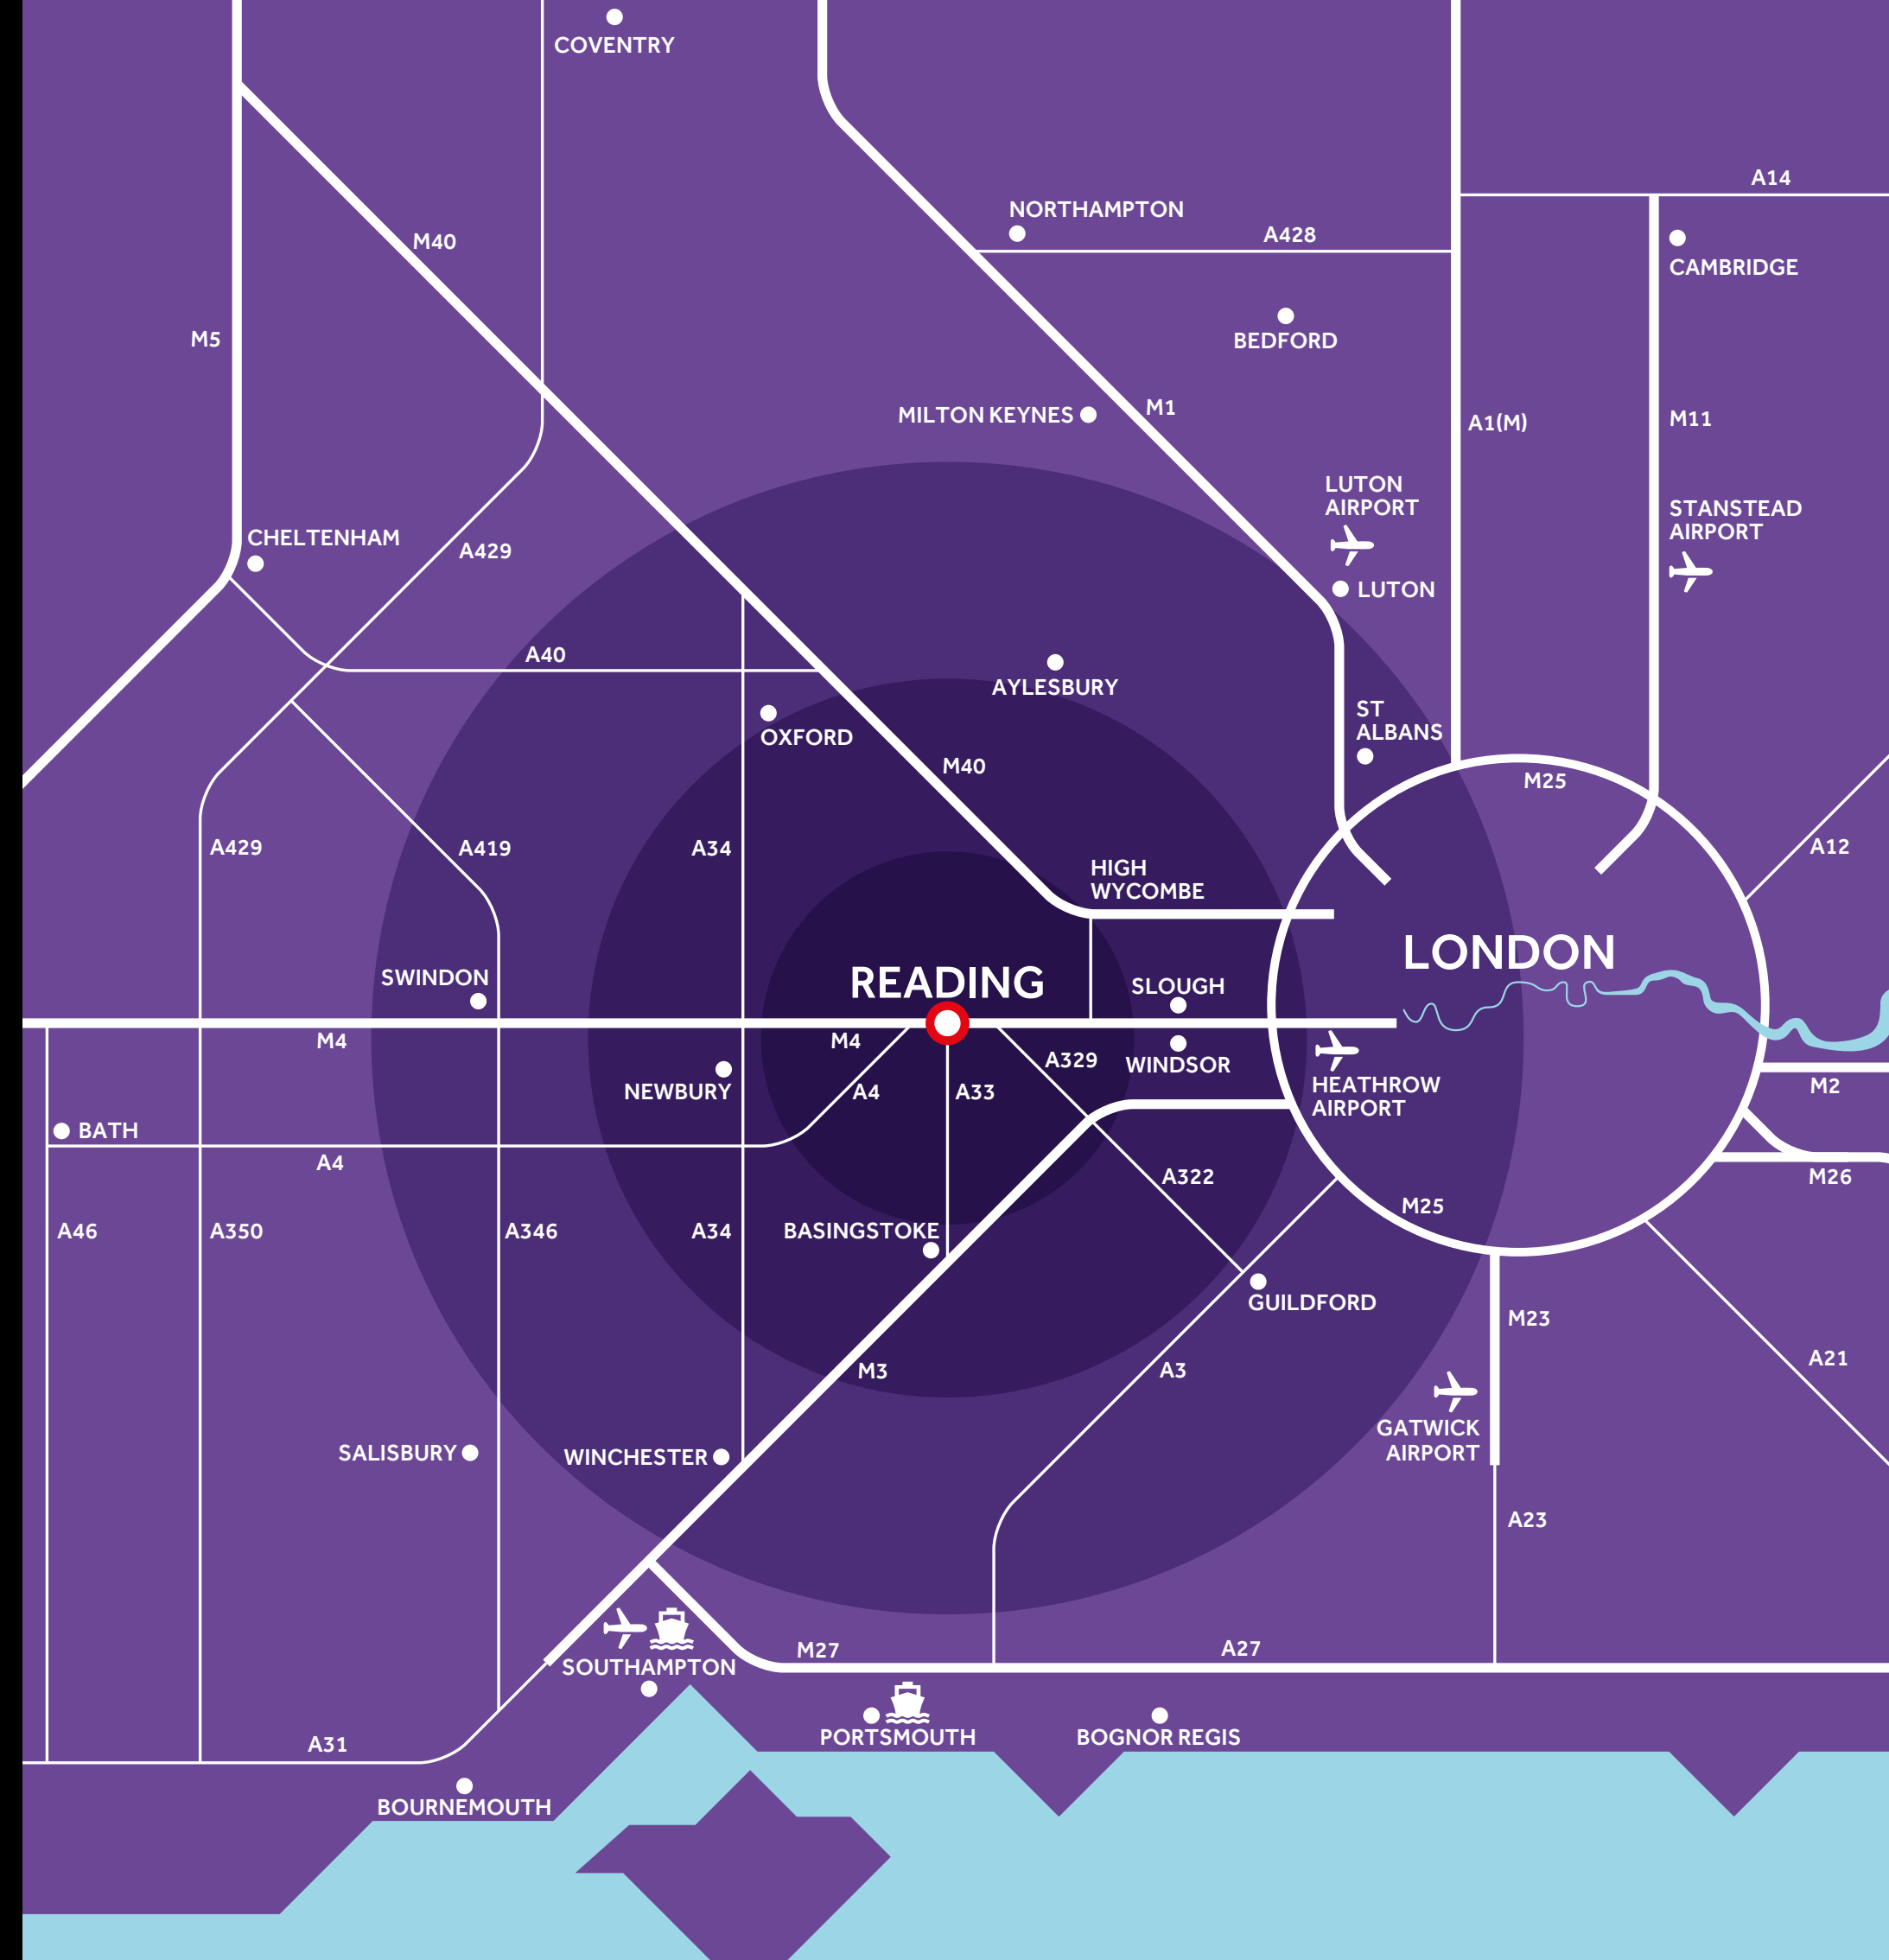 COVENTRY
A14
NORTHAMPTON
A428
M40
CAMBRIDGE
M5
BEDFORD
MILTON KEYNES
M1
A1(M)
M11
LUTON
AIRPORT
STANSTEAD
AIRPORT
CHELTENHAM
A429
LUTON
A40
AYLESBURY
ST
ALBANS
OXFORD
M40
M25
A429
A419
A34
A12
HIGH
WYCOMBE
LONDON
READING
SWINDON
SLOUGH
M4
M4
A329
WINDSOR
HEATHROW
AIRPORT
M2
NEWBURY
A4
A33
BATH
A4
A322
M26
M25
A46
A350
A346
A34
BASINGSTOKE
GUILDFORD
M23
A21
M3
A3
GATWICK
AIRPORT
SALISBURY
WINCHESTER
A23
M27
A27
SOUTHAMPTON
PORTSMOUTH
BOGNOR REGIS
A31
BOURNEMOUTH